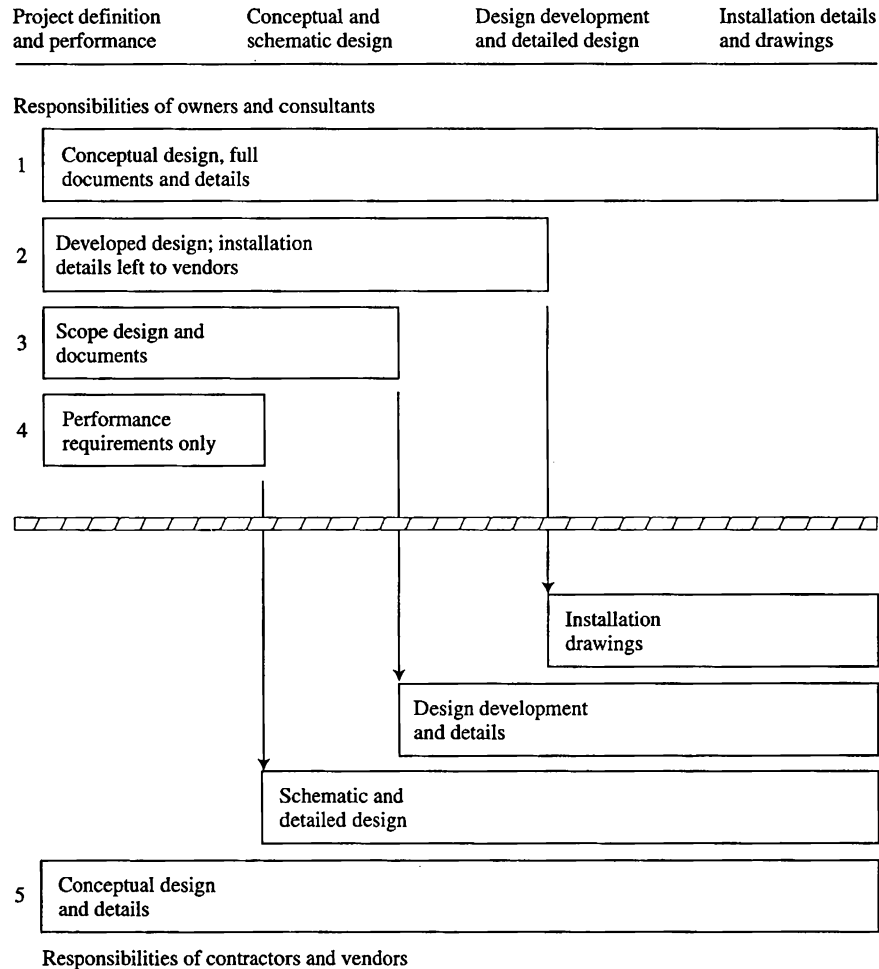 Project definition
and performance
Conceptual and
schematic design
Design development
and detailed design
Installation details
and drawings
Responsibilities of owners and consultants
1
Conceptual design, full
documents and details
2
Developed design; installation
details left to vendors
3
Scope design and
documents
4
Performance
requirements only
Installation
drawings
Design development
and details
Schematic and
detailed design
5
Conceptual design
and details
Responsibilities of contractors and vendors